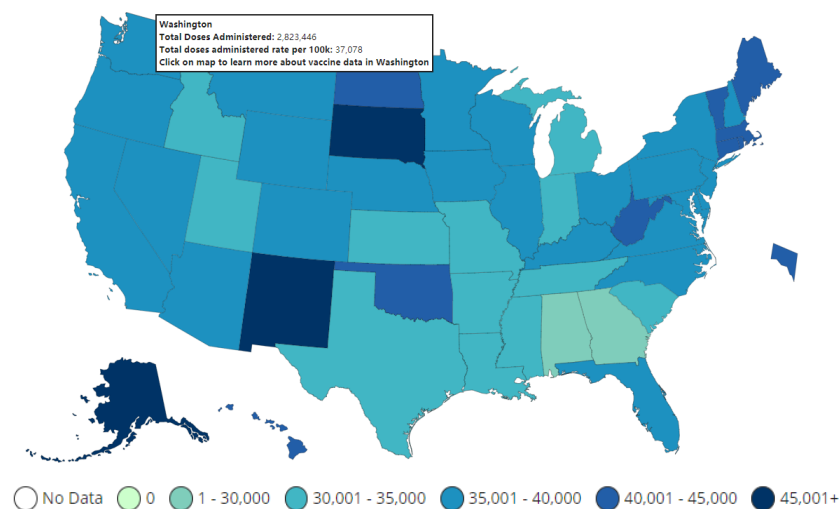 Washington
Total Doses Administered: 2,823,446
Total doses administered rate per 100k: 37,078
Click on map to learn more about vaccine data in Washington
No Data 0 1 - 30,000 30,001 - 35,000 35,001 - 40,000 40,001 - 45,000 45,001+